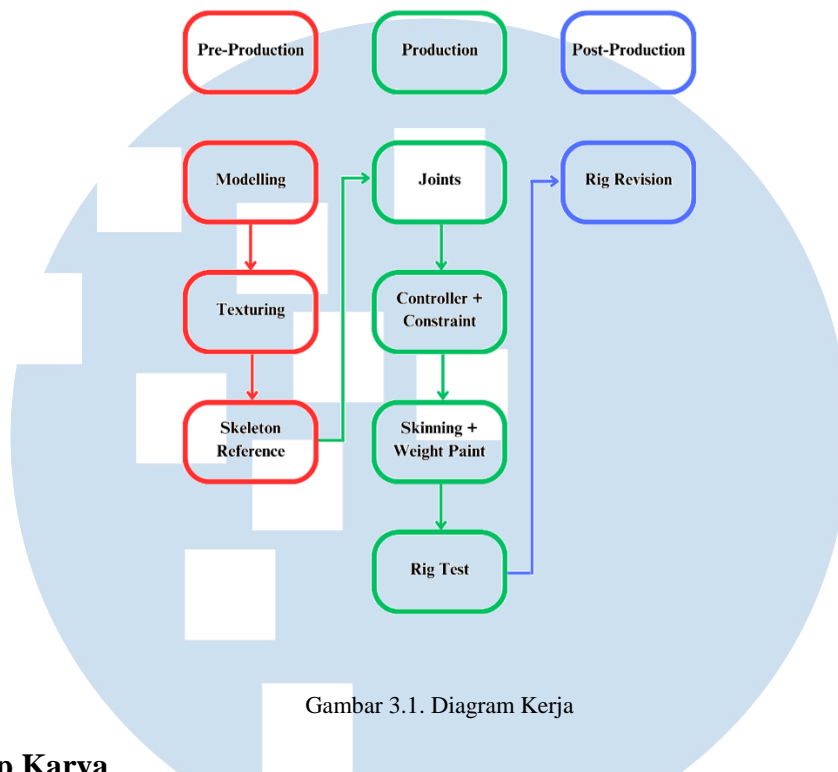 Pre-Production
Production
Post-Production
Modelling
Texturing
Skeleton
Reference
Joints
Controller +
Constraint
Skinning +
Weight Paint
Rig Test
Rig Revision
Gambar 3.1. Diagram Kerja
p Karya